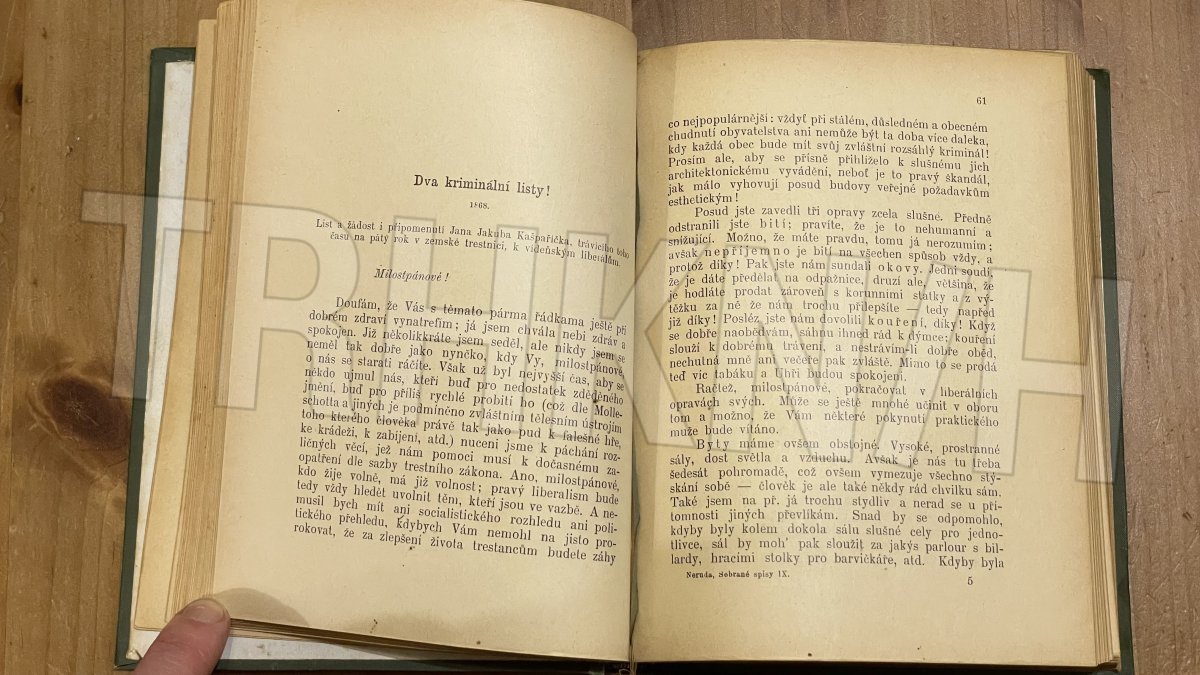 Dva kriminální listy!
1868.
List a žádost i připomenutí Jana Jakuba Kašpaříčka, trávicího toho
času na pátý rok v zemské trestnici, k vídeňským liberálům.
Milostpánové!
Doufám, že Vás s těmato párma řádkama ještě při
dobrém zdraví vynatrefím; já jsem chvála nebi zdráv a
spokojen. Již několikkráte jsem seděl, ale nikdy jsem se
neměl tak dobře jako nynčko, kdy Vy, milostpánové,
o nás se starati ráčíte. Však už byl nejvyšší čas, aby se
někdo ujmul nás, kteří buď pro nedostatek zděděného
jmění, buď pro příliš rychlé probití ho (což dle Molle-
schotta a jiných je podmíněno zvláštním tělesním ústrojím
toho kterého člověka právě tak jako pud k falešné hře,
ke krádeži, k zabíjení, atd.) nuceni jsme k páchání roz-
ličných věcí, jež nám pomoci musí k dočasnému za-
opatření dle sazby trestního zákona. Ano, milostpánové,
kdo žije volně, má již volnost; pravý liberalism bude
tedy vždy hledět uvolnit těm, kteří jsou ve vazbě. A ne-
musil bych mít ani socialistického rozhledu ani poli-
tického přehledu, kdybych Vám nemohl na jisto pro-
rokovat, že za zlepšení života trestancům budete záhy
61
co nejpopulárnější: vždyť při stálém, důsledném a obecném
chudnutí obyvatelstva ani nemůže být ta doba více daleka,
kdy každá obec bude mít svůj zvláštní rozsáhlý kriminál!
Prosím ale, aby se přísně přihlíželo k slušnému jich
architektonickému vyvádění, neboť je to pravý škandál,
jak málo vyhovují posud budovy veřejné požadavkům
esthetickým!
Posud jste zavedli tři opravy zcela slušné. Předně
odstranili jste bití; pravíte, že je to nehumanní a
snižující. Možno, že máte pravdu, tomu já nerozumím;
avšak nepříjemno je bití na všechen spůsob vždy, a
protož díky! Pak jste nám sundali okovy. Jedni soudí,
že je dáte předělat na odpažnice, druzí ale, většina, že
je hodláte prodat zároveň s korunními statky a z vý-
těžku za ně že nám trochu přilepšíte — tedy napřed
již díky! Posléz jste nám dovolili kouření, díky! Když
se dobře naobědvám, sáhnu ihned rád k dýmce; kouření
slouží k dobrému trávení, a nestrávím-li dobře oběd,
nechutná mně ani večeře pak zvláště. Mimo to se prodá
teď víc tabáku a Uhři budou spokojeni.
Račtež, milostpánové, pokračovat v liberálních
opravách svých. Může se ještě mnohé učinit v oboru
tom a možno, že Vám některé pokynutí praktického
muže bude vítáno.
Byty máme ovšem obstojné. Vysoké, prostranné
sály, dost světla a vzduchu. Avšak je nás tu třeba
šedesát pohromadě, což ovšem vymezuje všechno stý-
skání sobě — člověk je ale také někdy rád chvilku sám.
Také jsem na př. já trochu stydliv a nerad se u pří-
tomnosti jiných převlíkám. Snad by se odpomohlo,
kdyby byly kolem dokola sálu slušné cely pro jedno-
tlivce, sál by moh' pak sloužit za jakýs parlour s bil-
lardy, hracími stolky pro barvičkáře, atd. Kdyby byla
Neruda, Sebrané spisy IX.
5
TRHKNIH